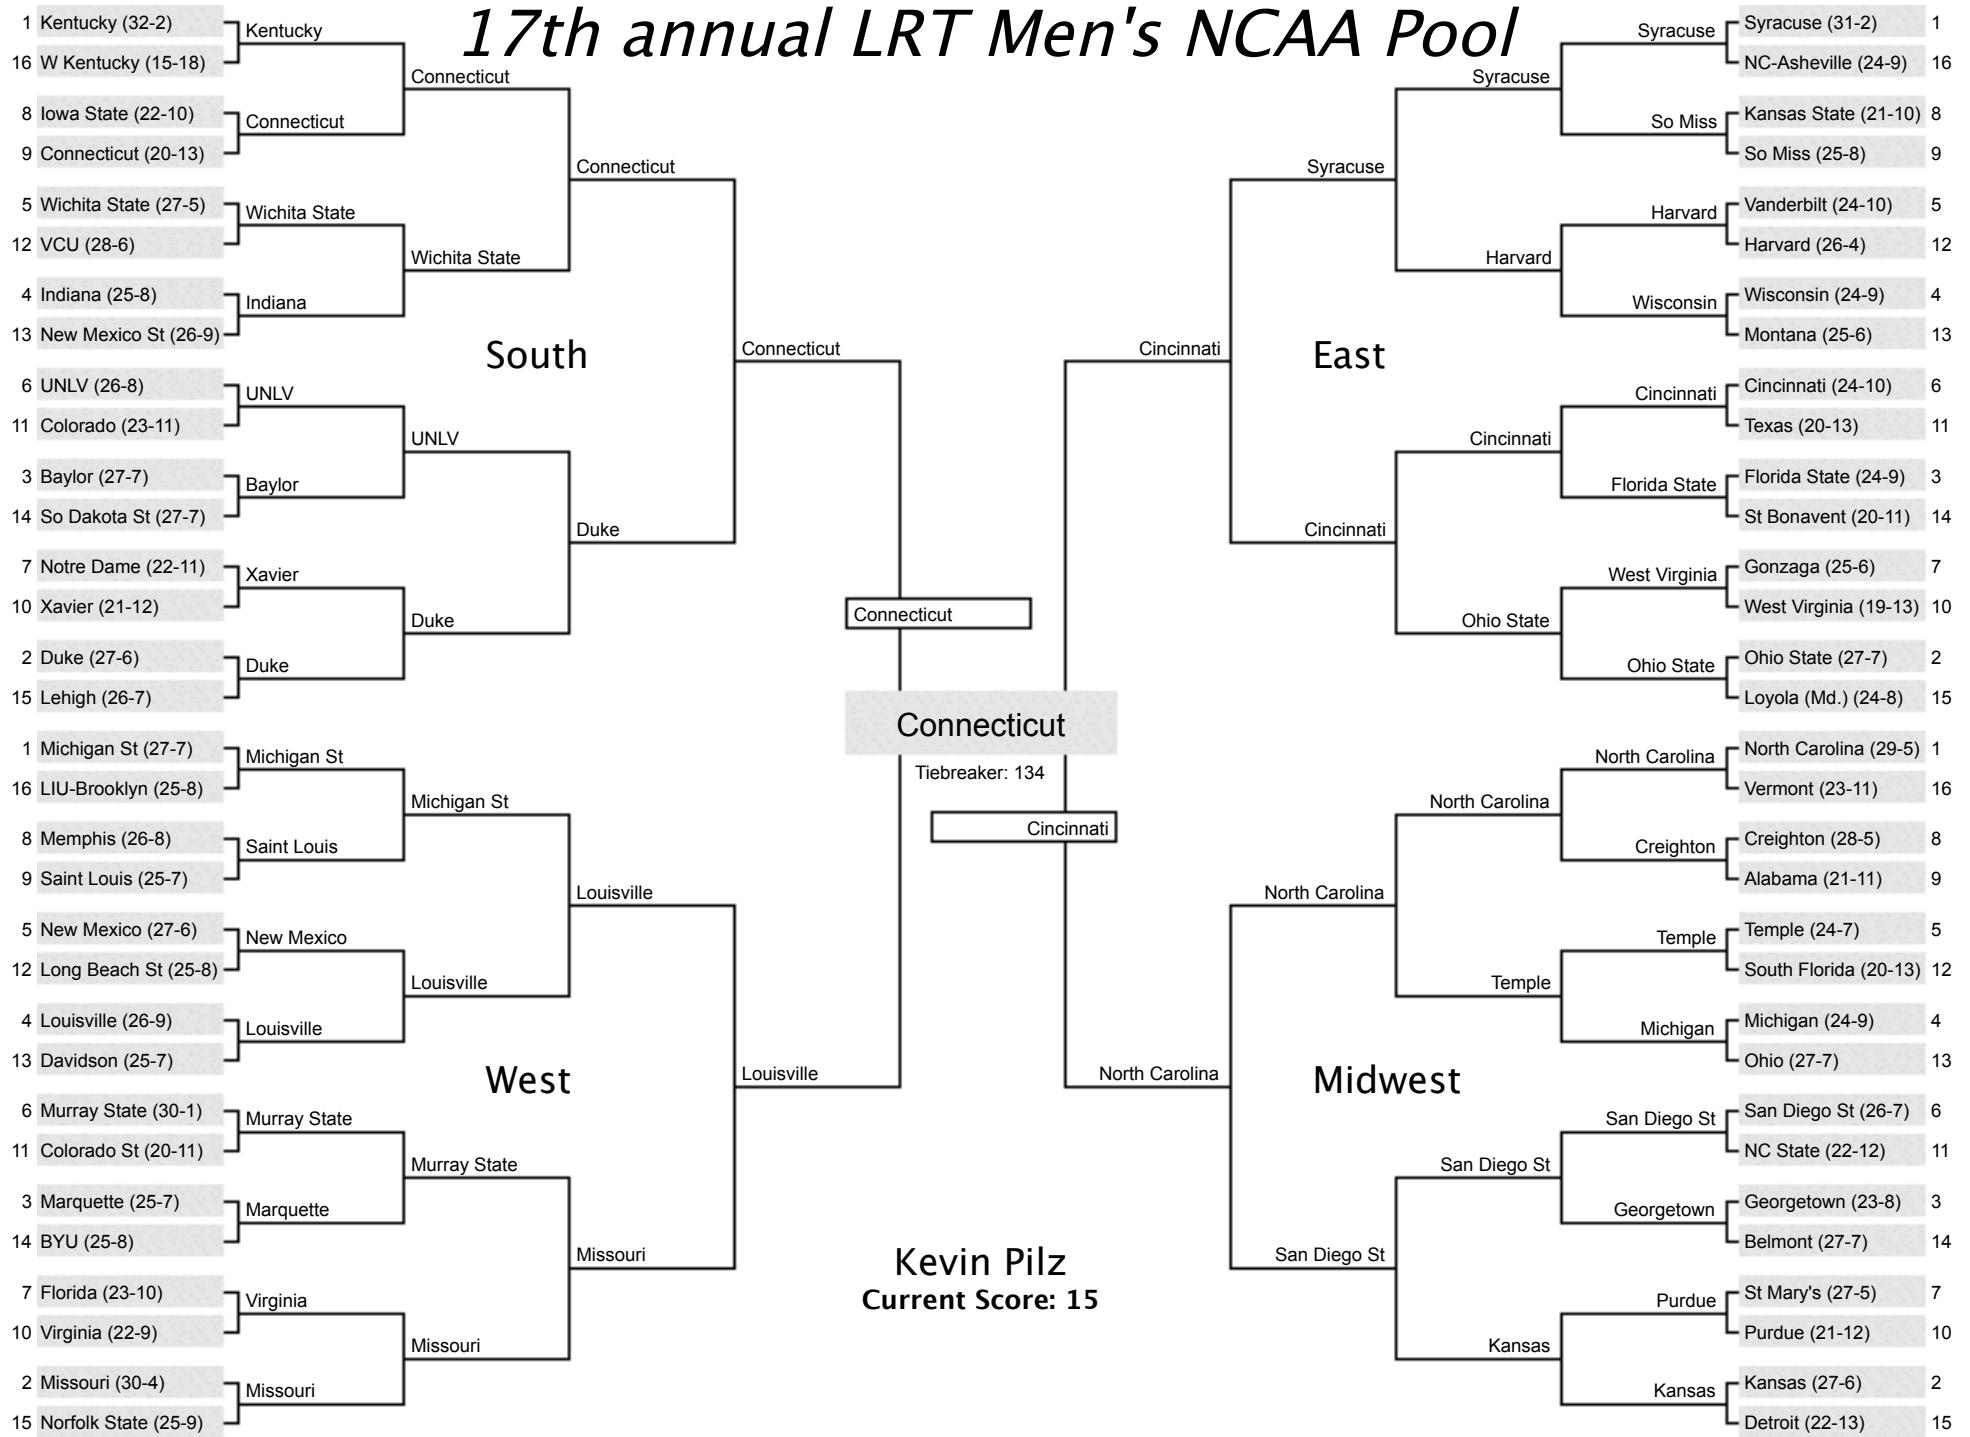 17th annual LRT Men's NCAA Pool
1 Kentucky (32-2)
16 W Kentucky (15-18)
8 Iowa State (22-10)
9 Connecticut (20-13)
5 Wichita State (27-5)
12 VCU (28-6)
4 Indiana (25-8)
13 New Mexico St (26-9)
6 UNLV (26-8)
11 Colorado (23-11)
3 Baylor (27-7)
14 So Dakota St (27-7)
7 Notre Dame (22-11)
10 Xavier (21-12)
2 Duke (27-6)
15 Lehigh (26-7)
Kentucky
Connecticut
Wichita State
Indiana
UNLV
Baylor
Xavier
Duke
Connecticut
Wichita State
UNLV
Duke
Connecticut
Duke
South
Connecticut
1 Michigan St (27-7)
16 LIU-Brooklyn (25-8)
8 Memphis (26-8)
9 Saint Louis (25-7)
5 New Mexico (27-6)
12 Long Beach St (25-8)
4 Louisville (26-9)
13 Davidson (25-7)
6 Murray State (30-1)
11 Colorado St (20-11)
3 Marquette (25-7)
14 BYU (25-8)
7 Florida (23-10)
10 Virginia (22-9)
2 Missouri (30-4)
15 Norfolk State (25-9)
Michigan St
Saint Louis
New Mexico
Louisville
Murray State
Marquette
Virginia
Missouri
Michigan St
Louisville
Murray State
Missouri
Louisville
Missouri
West
Louisville
Connecticut
Connecticut
Tiebreaker: 134
Cincinnati
Kevin Pilz
Current Score: 15
Syracuse (31-2) 1
NC-Asheville (24-9) 16
Kansas State (21-10) 8
So Miss (25-8) 9
Vanderbilt (24-10) 5
Harvard (26-4) 12
Wisconsin (24-9) 4
Montana (25-6) 13
Cincinnati (24-10) 6
Texas (20-13) 11
Florida State (24-9) 3
St Bonavent (20-11) 14
Gonzaga (25-6) 7
West Virginia (19-13) 10
Ohio State (27-7) 2
Loyola (Md.) (24-8) 15
Syracuse
So Miss
Harvard
Wisconsin
Cincinnati
Florida State
West Virginia
Ohio State
Syracuse
Harvard
Cincinnati
Ohio State
Syracuse
Cincinnati
East
Cincinnati
North Carolina (29-5) 1
Vermont (23-11) 16
Creighton (28-5) 8
Alabama (21-11) 9
Temple (24-7) 5
South Florida (20-13) 12
Michigan (24-9) 4
Ohio (27-7) 13
San Diego St (26-7) 6
NC State (22-12) 11
Georgetown (23-8) 3
Belmont (27-7) 14
St Mary's (27-5) 7
Purdue (21-12) 10
Kansas (27-6) 2
Detroit (22-13) 15
North Carolina
Creighton
Temple
Michigan
San Diego St
Georgetown
Purdue
Kansas
North Carolina
Temple
San Diego St
Kansas
North Carolina
San Diego St
Midwest
North Carolina